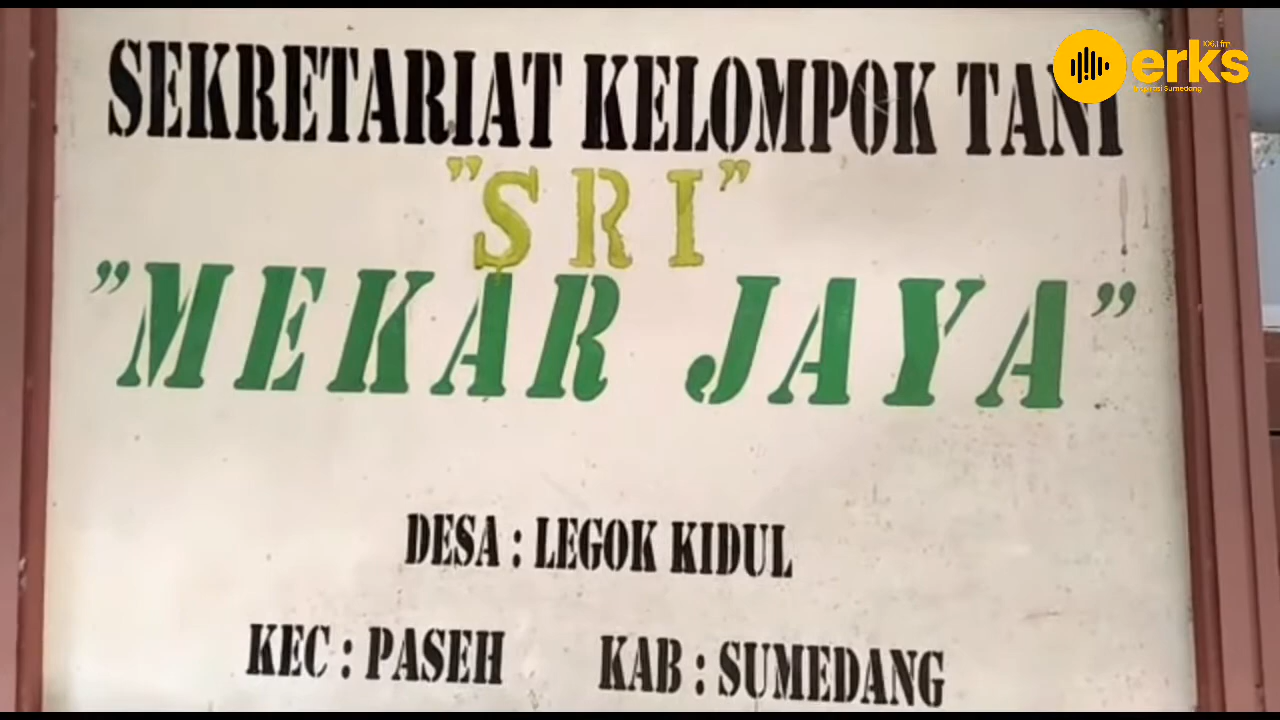 SEKRETARIAT KELOMPOK TANI
"SRI"
"MEKAR JAYA"
DESA : LEGOK KIDUL
KEC : PASEH KAB : SUMEDANG
erks
106,1 fm
Inspirasi Sumedang